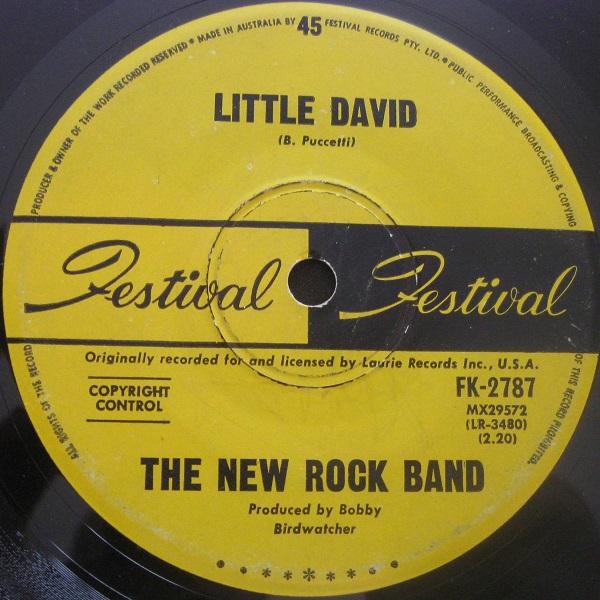 PRODUCER & OWNER OF THE WORK RECORDED RESERVED * MADE IN AUSTRALIA BY 45 FESTIVAL RECORDS PTY. LTD. * PUBLIC PERFORMANCE BROADCASTING & COPYING
LITTLE DAVID
(B. Puccetti)
Festival Festival
Originally recorded for and licensed by Laurie Records Inc., U.S.A.
COPYRIGHT
CONTROL
FK-2787
MX29572
(LR-3480)
(2.20)
ALL RIGHTS OF THE RECORD
OF THIS RECORD PROHIBITED.
THE NEW ROCK BAND
Produced by Bobby
Birdwatcher